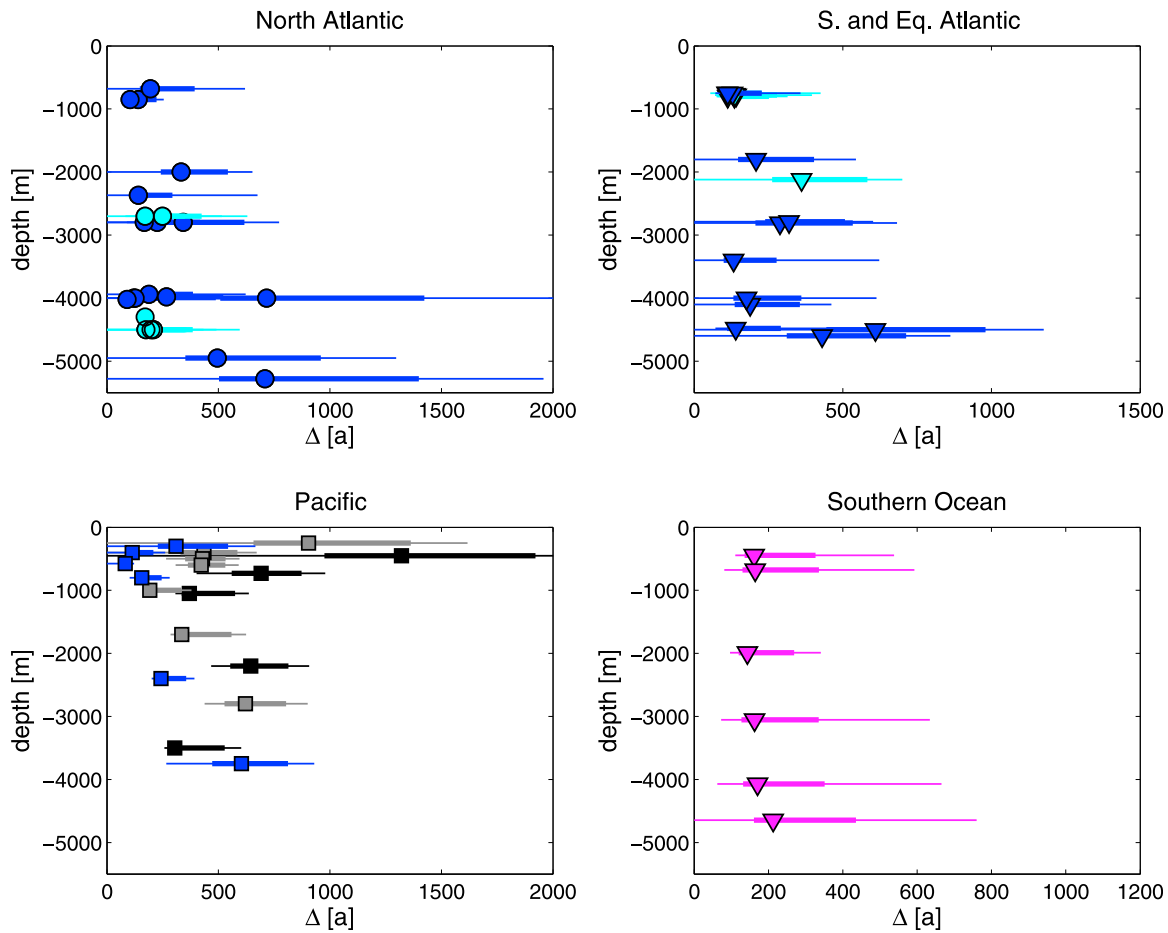 North Atlantic
0
−1000
−2000
−3000
−4000
−5000
depth [m]
0 500 1000 1500 2000
Δ [a]
S. and Eq. Atlantic
0
−1000
−2000
−3000
−4000
−5000
depth [m]
0 500 1000 1500
Δ [a]
Pacific
0
−1000
−2000
−3000
−4000
−5000
depth [m]
0 500 1000 1500 2000
Δ [a]
Southern Ocean
0
−1000
−2000
−3000
−4000
−5000
depth [m]
0 200 400 600 800 1000 1200
Δ [a]